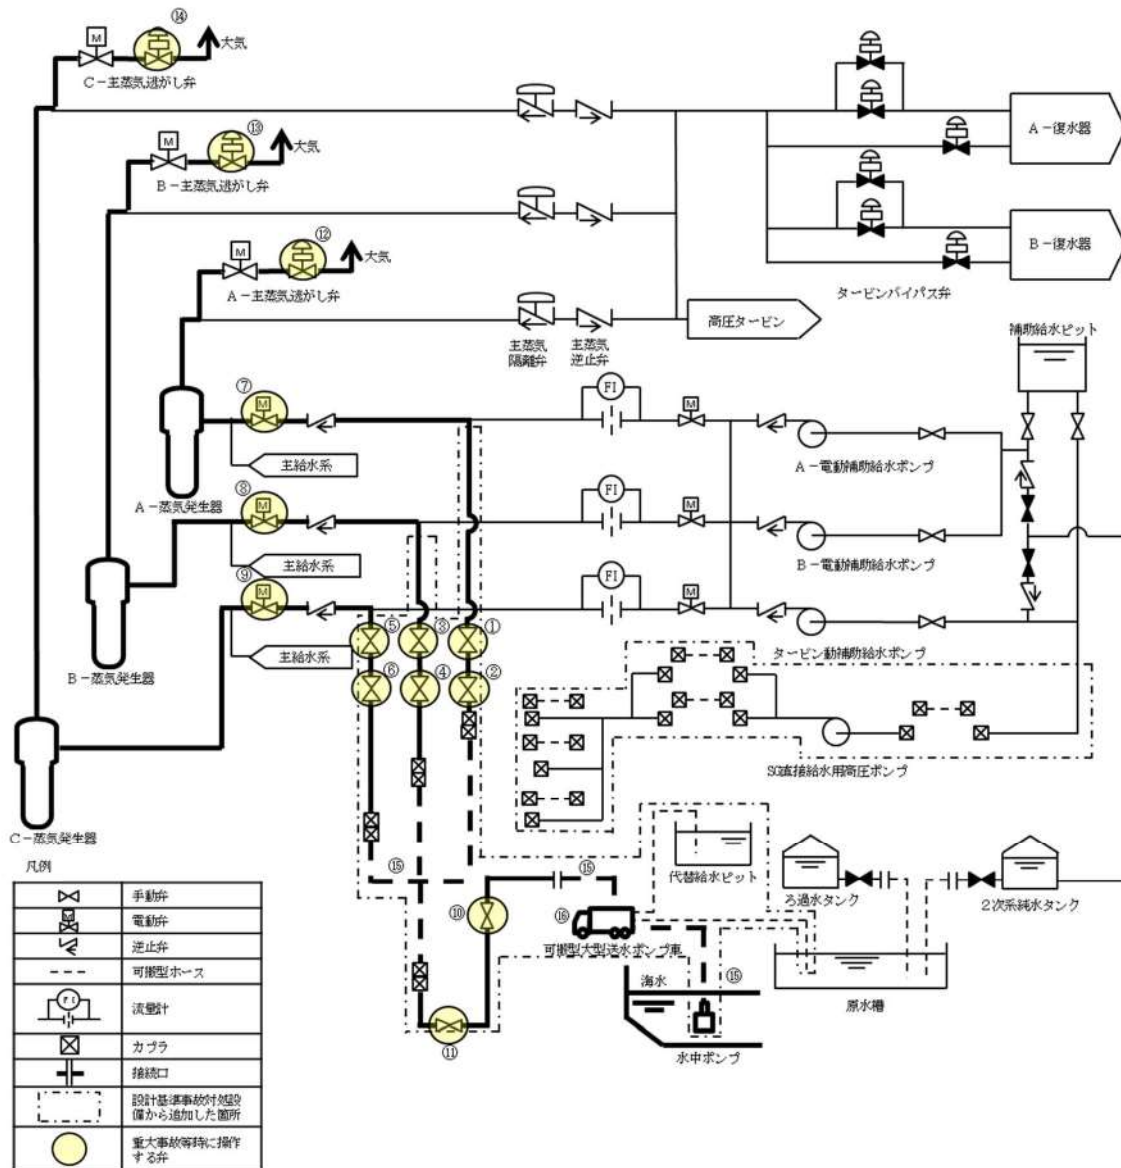 ⑭
M
大気
C-主蒸気逃がし弁
⑬
M
大気
B-主蒸気逃がし弁
⑫
M
大気
A-主蒸気逃がし弁
A-復水器
B-復水器
タービンバイパス弁
主蒸気
隔離弁
主蒸気
逆止弁
高圧タービン
補助給水ピット
⑦
M
FI
M
主給水系
A-電動補助給水ポンプ
A-蒸気発生器
⑧
M
FI
M
主給水系
B-電動補助給水ポンプ
⑨
M
FI
M
主給水系
タービン動補助給水ポンプ
B-蒸気発生器
⑤
③
①
⑥
④
②
SG直接給水用高圧ポンプ
C-蒸気発生器
⑮
⑮
⑩
⑯
可搬型大型送水ポンプ車
代替給水ピット
ろ過水タンク
2次系純水タンク
原水槽
海水
⑮
水中ポンプ
⑪
凡例
手動弁
M
電動弁
逆止弁
可搬型ホース
FI
流量計
カプラ
接続口
設計基準事故対処設
備から追加した箇所
重大事故等時に操作
する弁